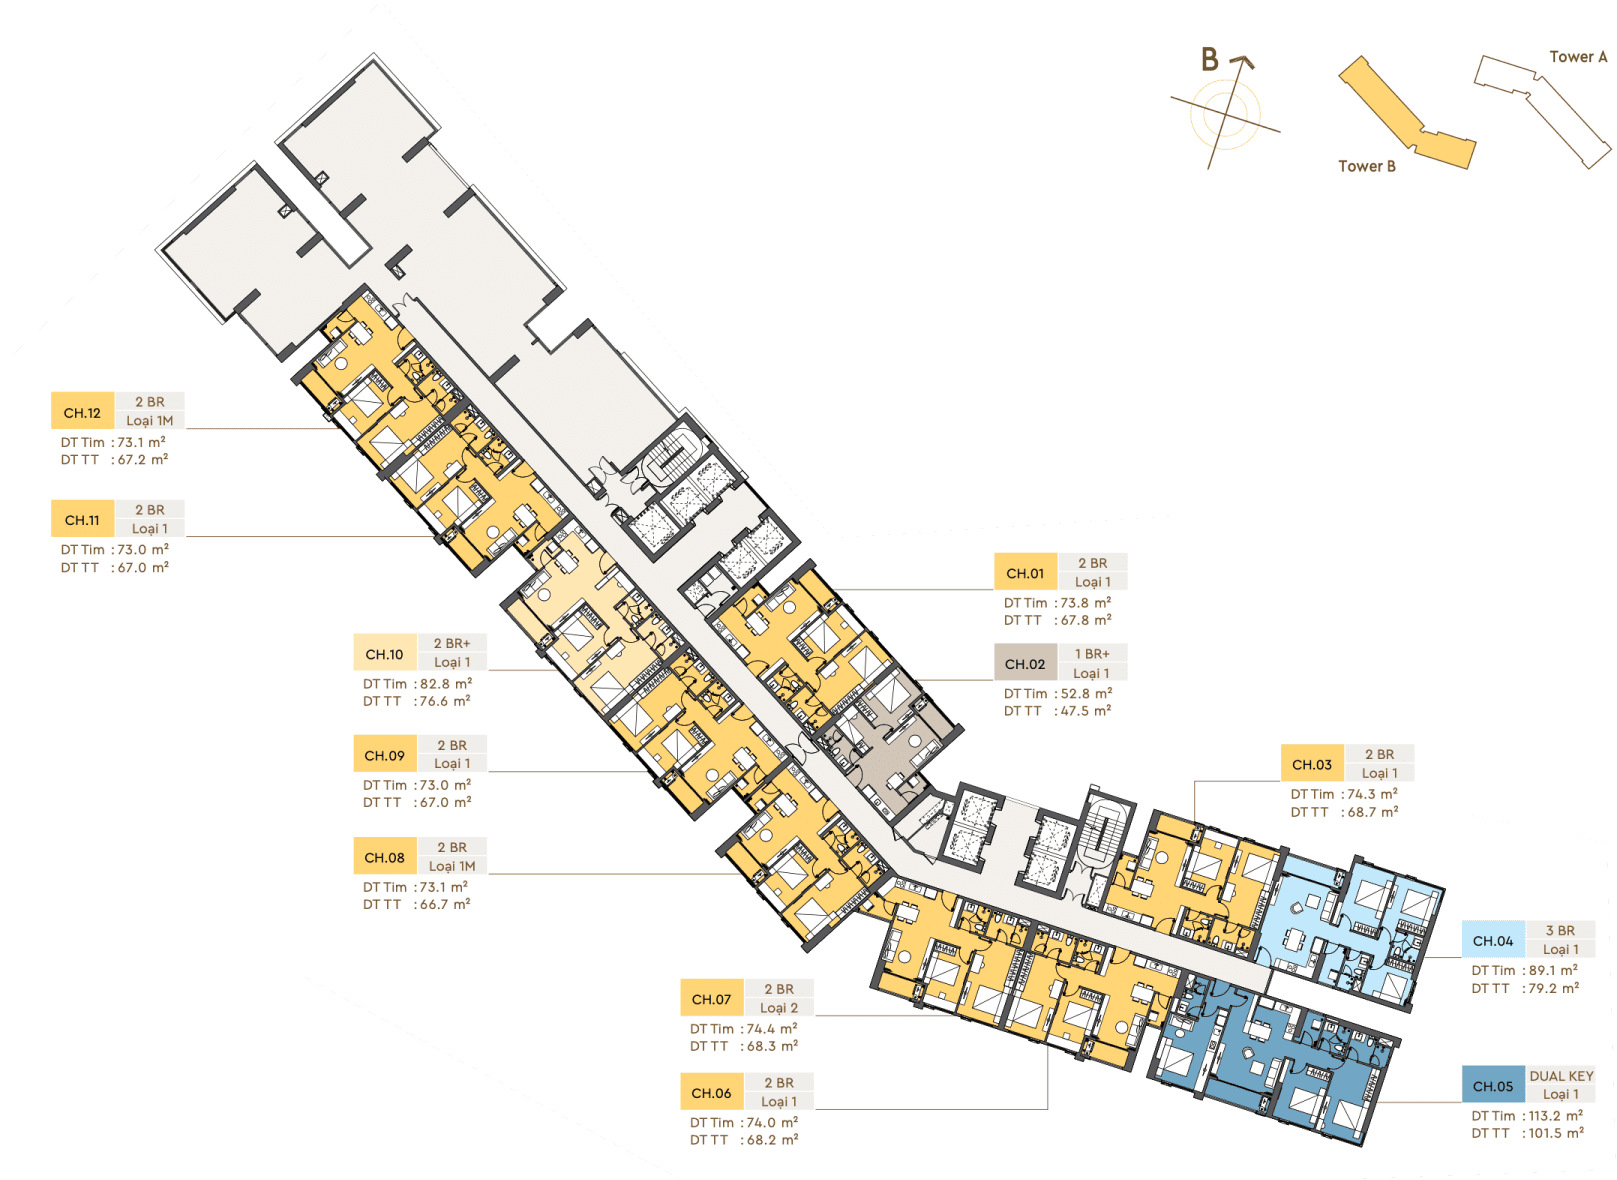 B
Tower A
Tower B
CH.12
2 BR
Loại 1M
DT Tim : 73.1 m²
DT TT : 67.2 m²
CH.11
2 BR
Loại 1
DT Tim : 73.0 m²
DT TT : 67.0 m²
CH.01
2 BR
Loại 1
DT Tim : 73.8 m²
DT TT : 67.8 m²
CH.10
2 BR+
Loại 1
DT Tim : 82.8 m²
DT TT : 76.6 m²
CH.02
1 BR+
Loại 1
DT Tim : 52.8 m²
DT TT : 47.5 m²
CH.09
2 BR
Loại 1
DT Tim : 73.0 m²
DT TT : 67.0 m²
CH.03
2 BR
Loại 1
DT Tim : 74.3 m²
DT TT : 68.7 m²
CH.08
2 BR
Loại 1M
DT Tim : 73.1 m²
DT TT : 66.7 m²
CH.04
3 BR
Loại 1
DT Tim : 89.1 m²
DT TT : 79.2 m²
CH.07
2 BR
Loại 2
DT Tim : 74.4 m²
DT TT : 68.3 m²
CH.06
2 BR
Loại 1
DT Tim : 74.0 m²
DT TT : 68.2 m²
CH.05
DUAL KEY
Loại 1
DT Tim : 113.2 m²
DT TT : 101.5 m²